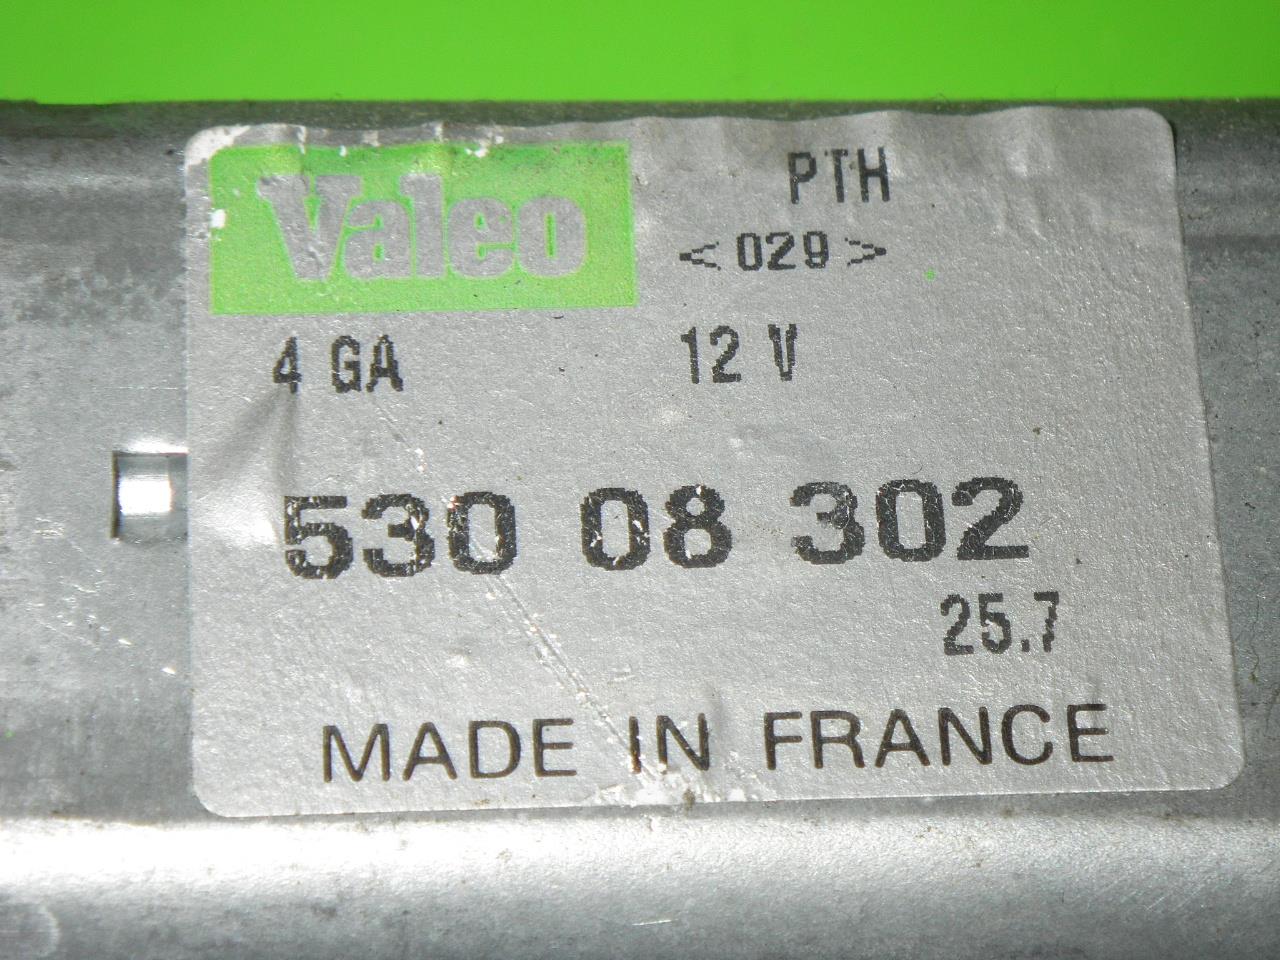 Valeo
PTH
<029>
4 GA
12 V
530 08 302
25.7
MADE IN FRANCE